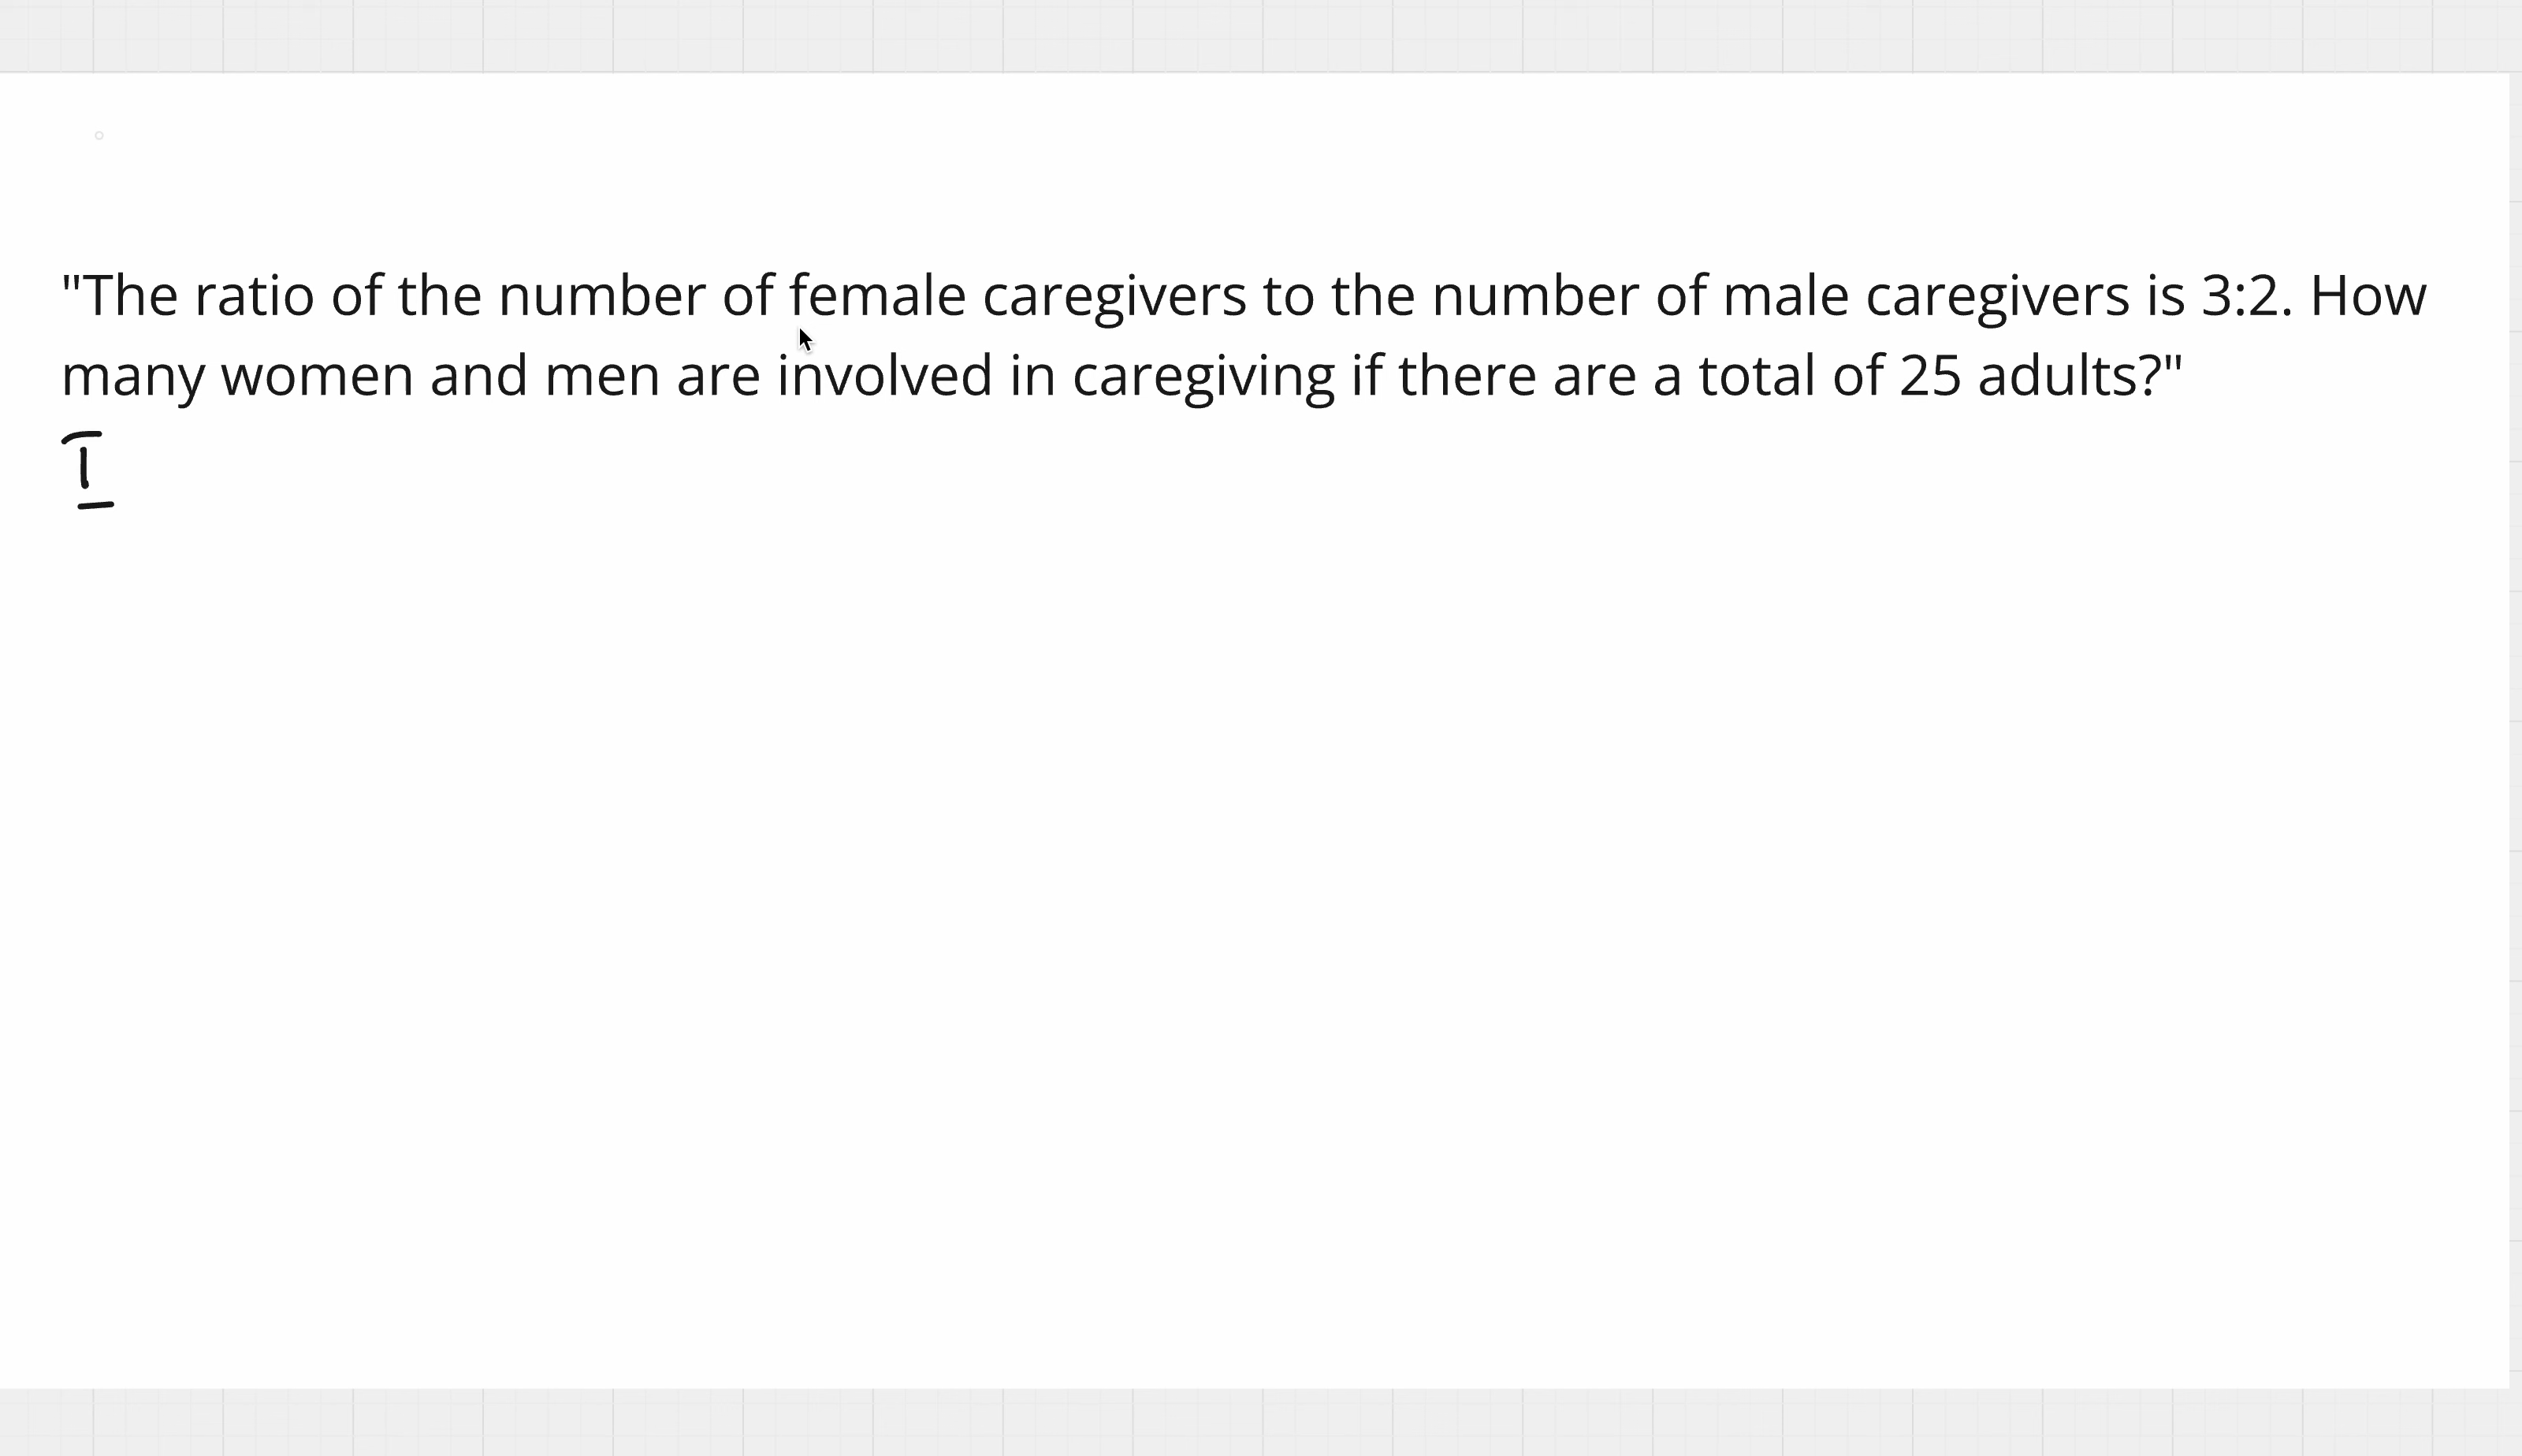 "The ratio of the number of female caregivers to the number of male caregivers is 3:2. How
many women and men are involved in caregiving if there are a total of 25 adults?"
I